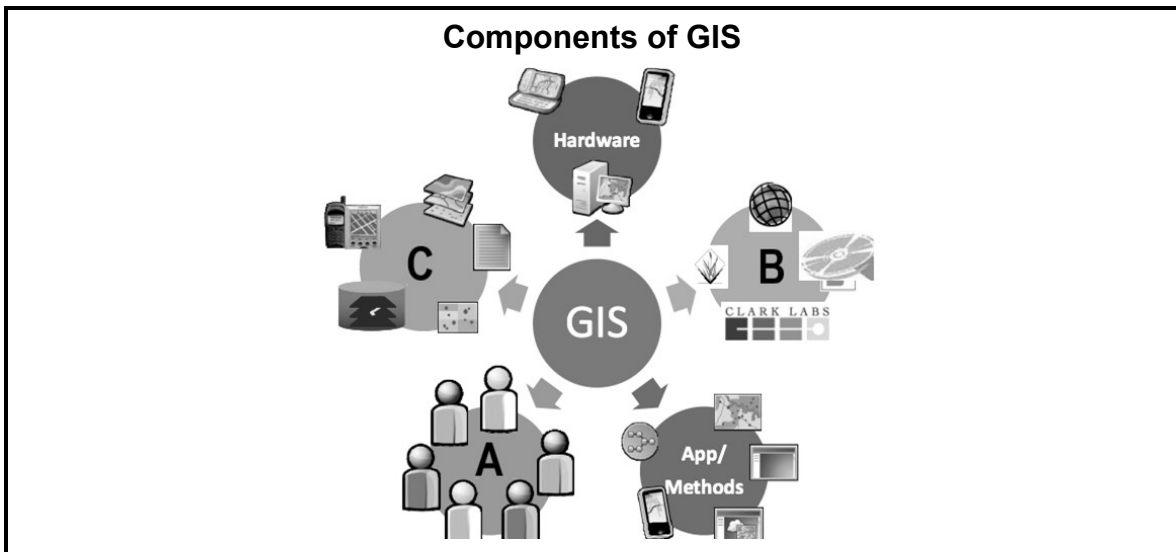 Components of GIS
Hardware
C
B
CLARK LABS
GIS
A
App/
Methods